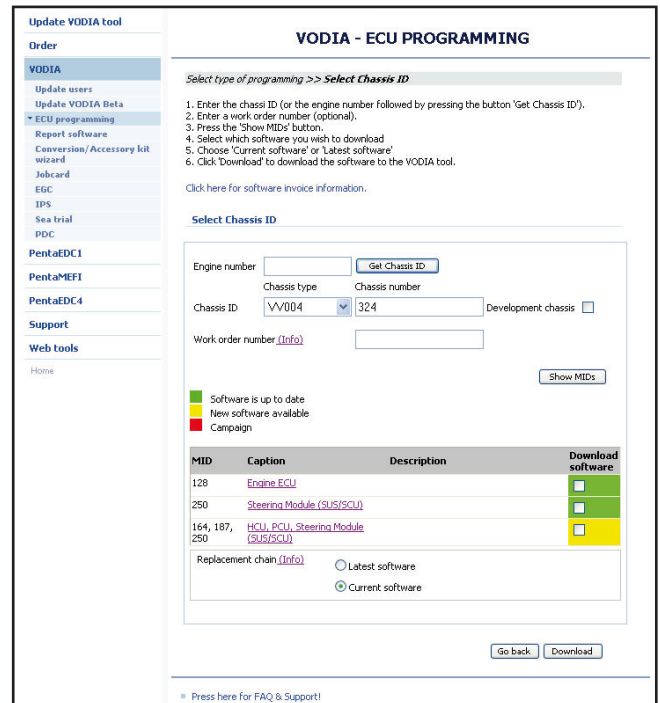 Update VODIA tool
Order
VODIA
Update users
Update VODIA Beta
ECU programming
Report software
Conversion/Accessory kit
wizard
Jobcard
EGC
IPS
Sea trial
PDC
PentaEDC1
PentaMEFI
PentaEDC4
Support
Web tools
Home
VODIA - ECU PROGRAMMING
Select type of programming >> Select Chassis ID
1. Enter the chassi ID (or the engine number followed by pressing the button 'Get Chassis ID').
2. Enter a work order number (optional).
3. Press the 'Show MIDs' button.
4. Select which software you wish to download
5. Choose 'Current software' or 'Latest software'
6. Click 'Download' to download the software to the VODIA tool.
Click here for software invoice information.
Select Chassis ID
Engine number Get Chassis ID
Chassis type Chassis number
Chassis ID VV004 324 Development chassis
Work order number (Info)
Show MIDs
Software is up to date
New software available
Campaign
MID Caption Description Download
software
128 Engine ECU
250 Steering Module (SUS/SCU)
164, 187, HCU, PCU, Steering Module
250 (SUS/SCU)
Replacement chain (Info) Latest software
Current software
Go back Download
Press here for FAQ & Support!